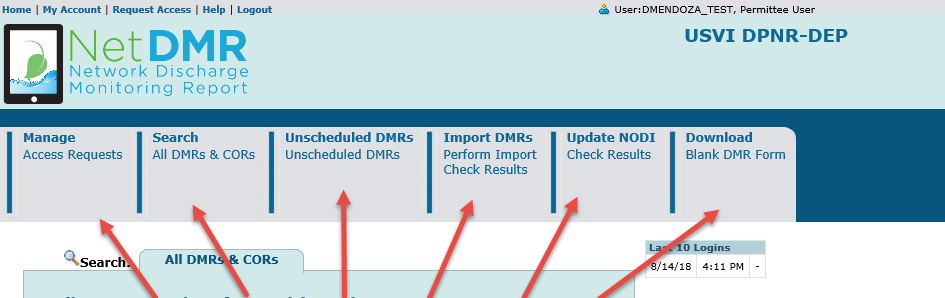 Home | My Account | Request Access | Help | Logout
User:DMENDOZA_TEST, Permittee User
NetDMR
Network Discharge
Monitoring Report
USVI DPNR-DEP
Manage
Access Requests
Search
All DMRs & CORs
Unscheduled DMRs
Unscheduled DMRs
Import DMRs
Perform Import
Check Results
Update NODI
Check Results
Download
Blank DMR Form
Search:
All DMRs & CORs
Last 10 Logins
8/14/18 4:11 PM -